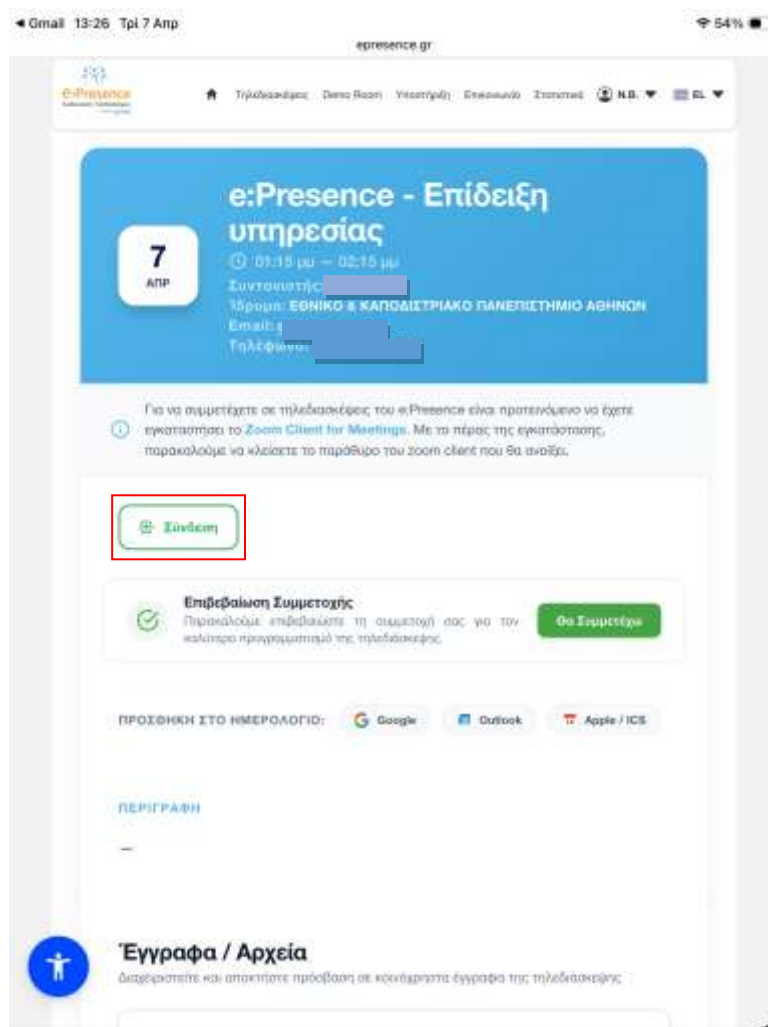 Gmail 13:26 Τρί 7 Απρ 54%
epresence.gr
e:Presence
Τηλεδιασκέψεις Demo Room Υποστήριξη Επικοινωνία Στατιστικά N.B. EL
7
ΑΠΡ
e:Presence - Επίδειξη
υπηρεσίας
01:15 μμ — 02:15 μμ
Συντονιστής:
Ίδρυμα: ΕΘΝΙΚΟ & ΚΑΠΟΔΙΣΤΡΙΑΚΟ ΠΑΝΕΠΙΣΤΗΜΙΟ ΑΘΗΝΩΝ
Email:
Τηλέφωνο:
Για να συμμετέχετε σε τηλεδιασκέψεις του e:Presence είναι προτεινόμενο να έχετε
εγκαταστήσει το Zoom Client for Meetings. Με το πέρας της εγκατάστασης,
παρακαλούμε να κλείσετε το παράθυρο του zoom client που θα ανοίξει.
Σύνδεση
Επιβεβαίωση Συμμετοχής
Παρακαλούμε επιβεβαιώστε τη συμμετοχή σας για τον
καλύτερο προγραμματισμό της τηλεδιάσκεψης.
Θα Συμμετέχω
ΠΡΟΣΘΗΚΗ ΣΤΟ ΗΜΕΡΟΛΟΓΙΟ: Google Outlook Apple / ICS
ΠΕΡΙΓΡΑΦΗ
—
Έγγραφα / Αρχεία
Διαχειριστείτε και αποκτήστε πρόσβαση σε κοινόχρηστα έγγραφα της τηλεδιάσκεψης